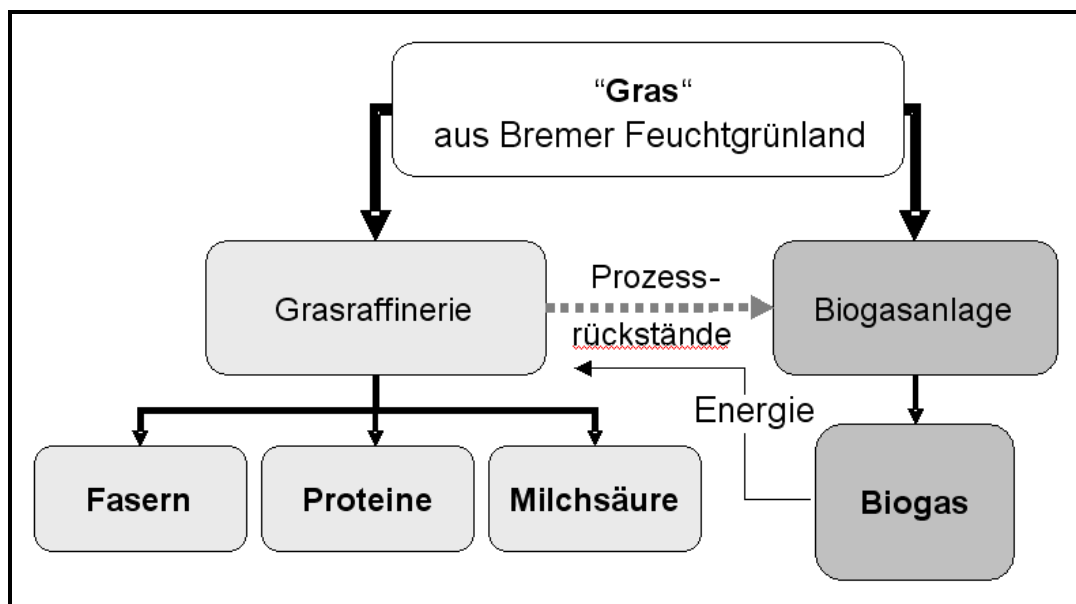 “Gras“
aus Bremer Feuchtgrünland
Grasraffinerie
Prozess-
rückstände
Biogasanlage
Energie
Fasern
Proteine
Milchsäure
Biogas